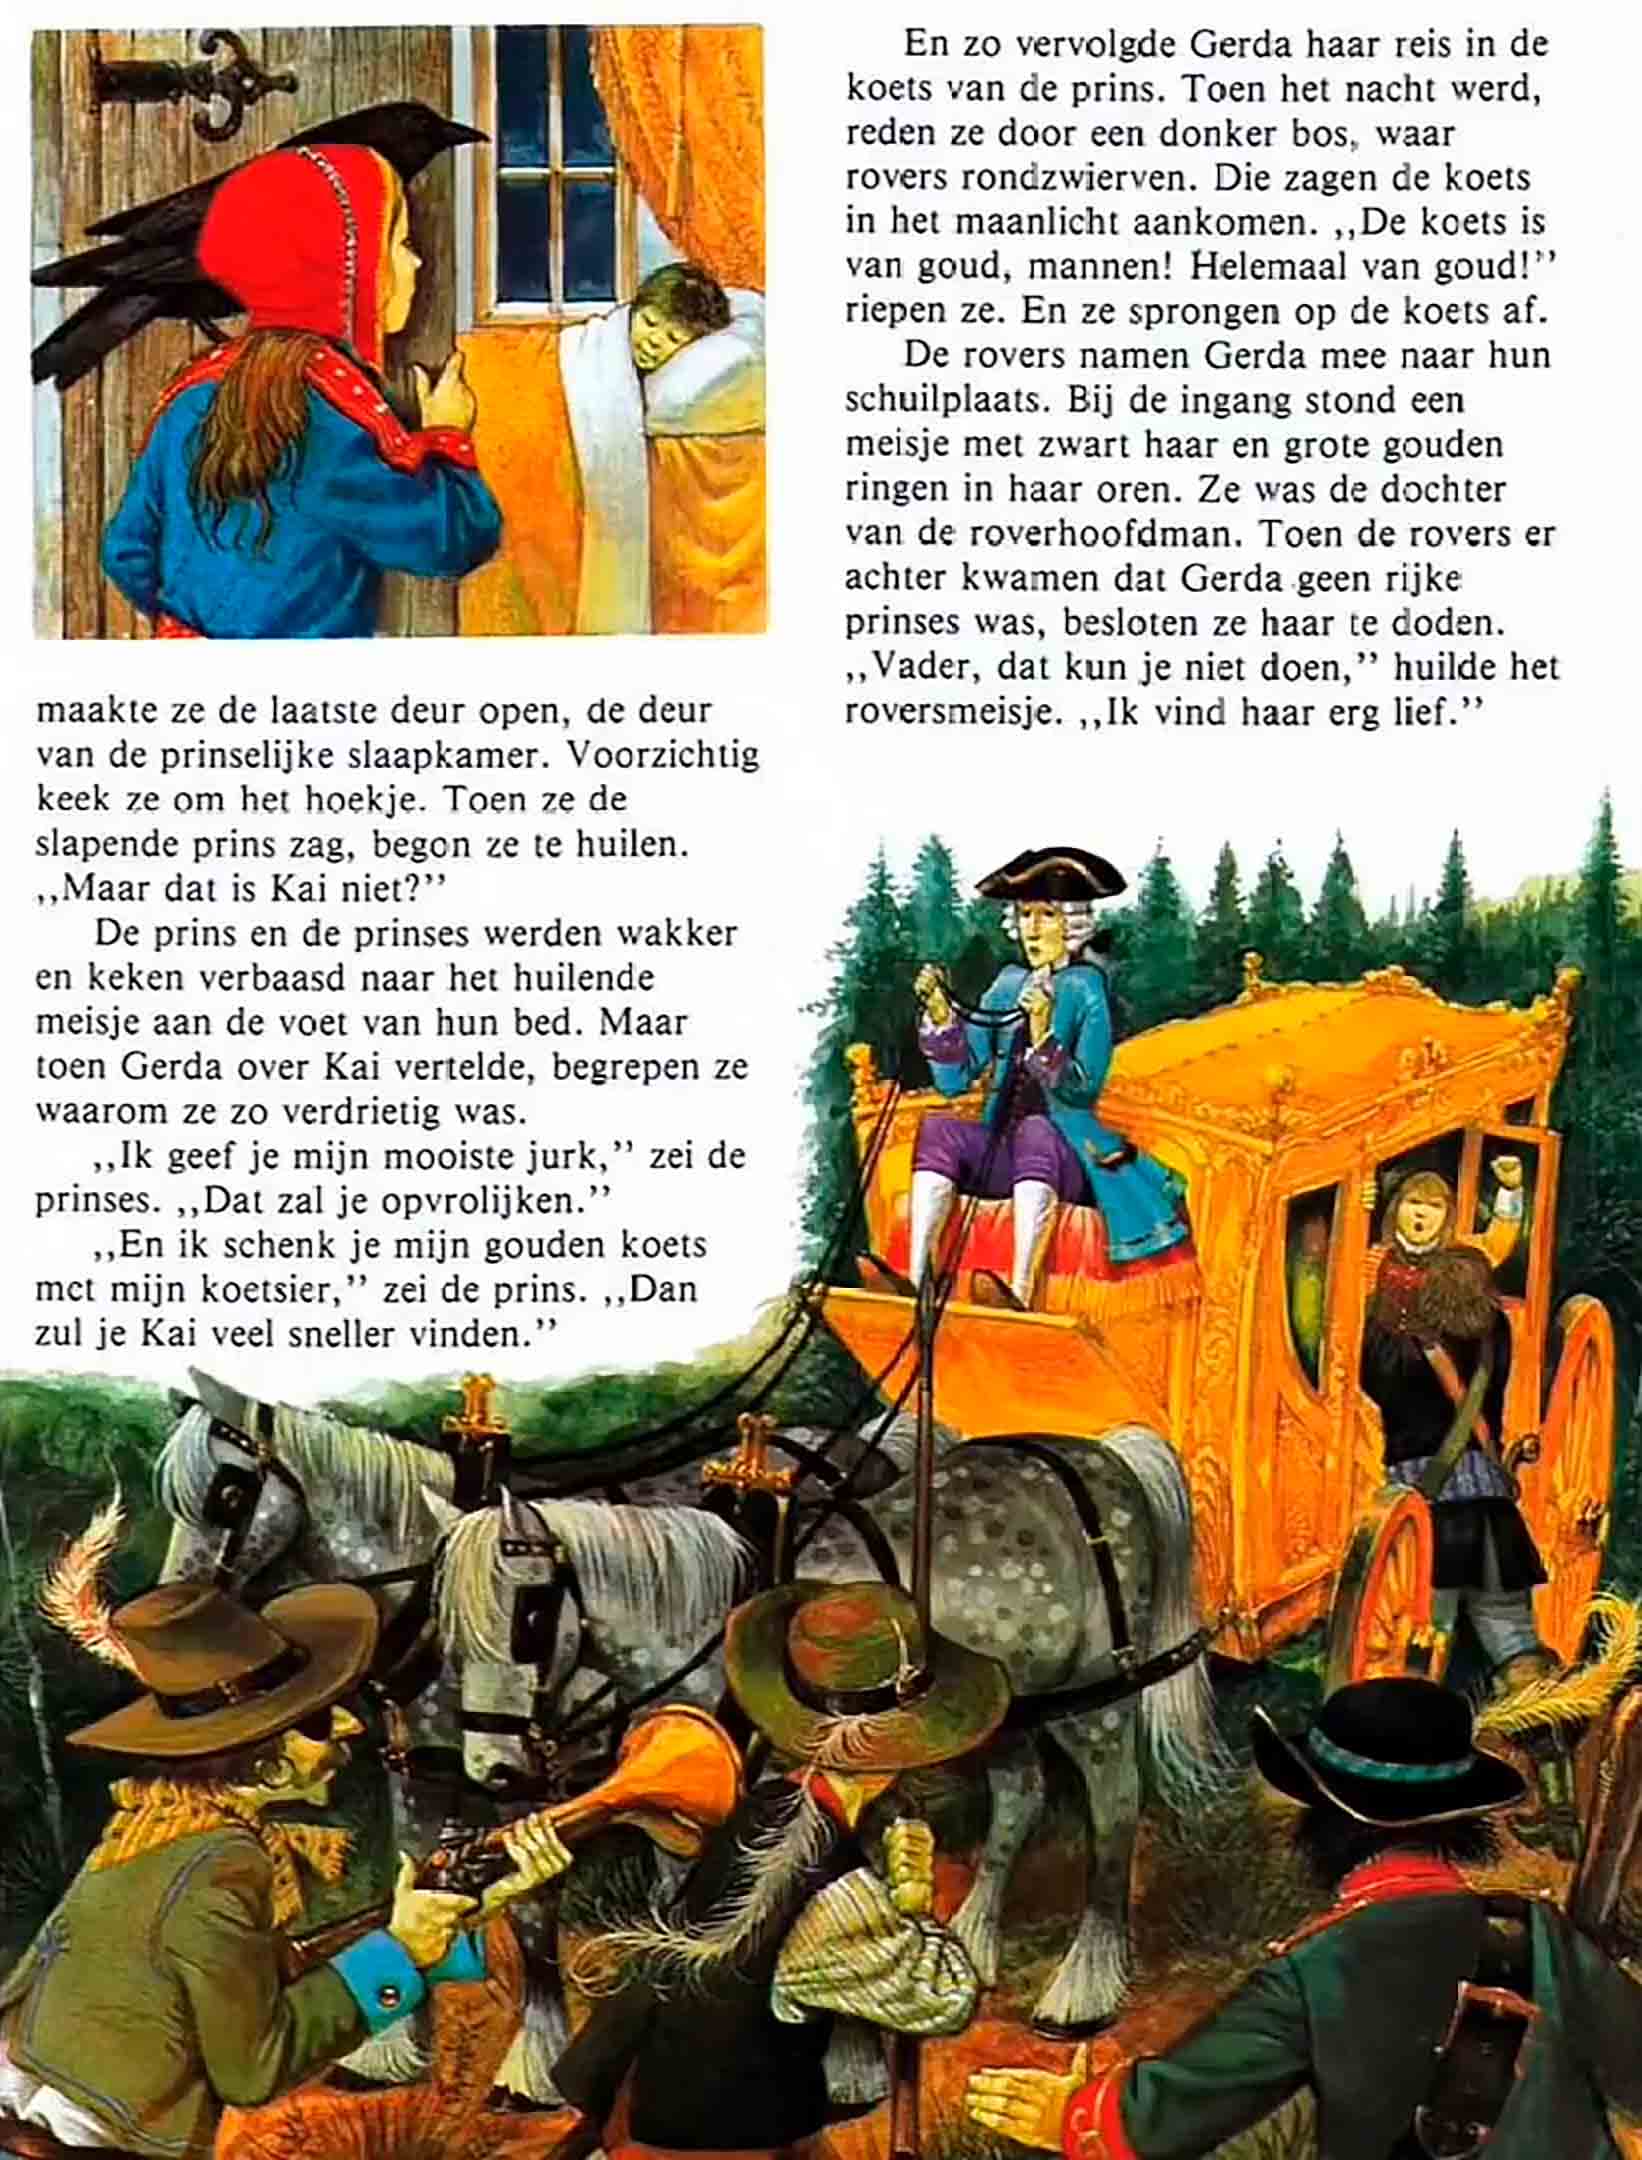 maakte ze de laatste deur open, de deur
van de prinselijke slaapkamer. Voorzichtig
keek ze om het hoekje. Toen ze de
slapende prins zag, begon ze te huilen.
,,Maar dat is Kai niet?’’
De prins en de prinses werden wakker
en keken verbaasd naar het huilende
meisje aan de voet van hun bed. Maar
toen Gerda over Kai vertelde, begrepen ze
waarom ze zo verdrietig was.
,,Ik geef je mijn mooiste jurk,’’ zei de
prinses. ,,Dat zal je opvrolijken.’’
,,En ik schenk je mijn gouden koets
met mijn koetsier,’’ zei de prins. ,,Dan
zul je Kai veel sneller vinden.’’
En zo vervolgde Gerda haar reis in de
koets van de prins. Toen het nacht werd,
reden ze door een donker bos, waar
rovers rondzwierven. Die zagen de koets
in het maanlicht aankomen. ,,De koets is
van goud, mannen! Helemaal van goud!’’
riepen ze. En ze sprongen op de koets af.
De rovers namen Gerda mee naar hun
schuilplaats. Bij de ingang stond een
meisje met zwart haar en grote gouden
ringen in haar oren. Ze was de dochter
van de roverhoofdman. Toen de rovers er
achter kwamen dat Gerda geen rijke
prinses was, besloten ze haar te doden.
,,Vader, dat kun je niet doen,’’ huilde het
roversmeisje. ,,Ik vind haar erg lief.’’